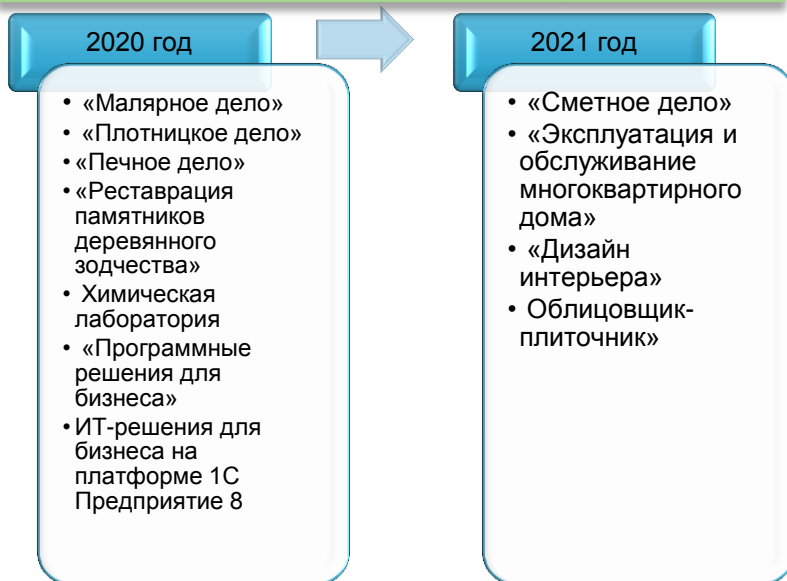 2020 год
• «Малярное дело»
• «Плотницкое дело»
• «Печное дело»
• «Реставрация
памятников
деревянного
зодчества»
• Химическая
лаборатория
• «Программные
решения для
бизнеса»
• ИТ-решения для
бизнеса на
платформе 1С
Предприятие 8
2021 год
• «Сметное дело»
• «Эксплуатация и
обслуживание
многоквартирного
дома»
• «Дизайн
интерьера»
• Облицовщик-
плиточник»